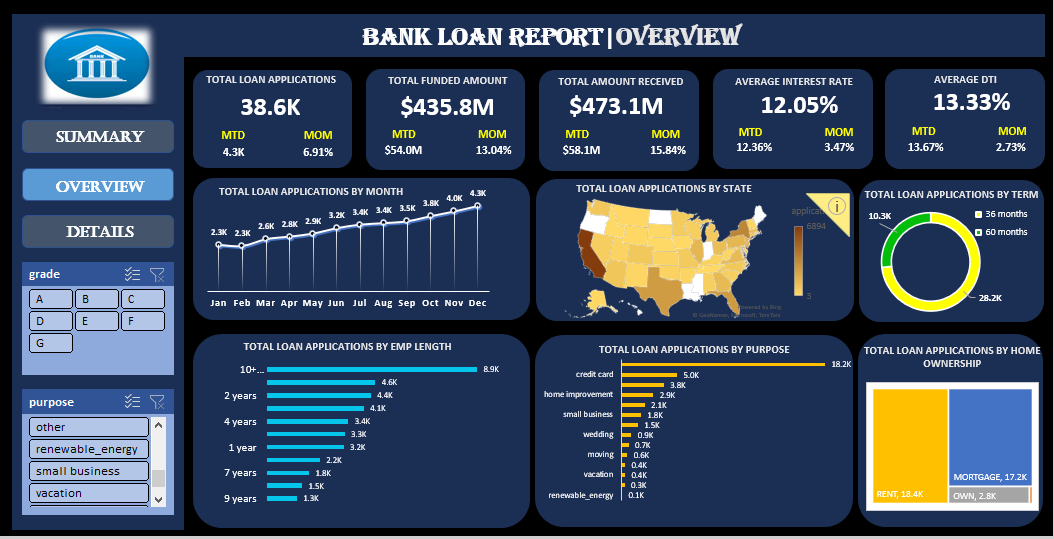 BANK LOAN REPORT|OVERVIEW
BANK
SUMMARY
OVERVIEW
DETAILS
grade
A B C
D E F
G
purpose
other
renewable_energy
small business
vacation
TOTAL LOAN APPLICATIONS
38.6K
MTD MOM
4.3K 6.91%
TOTAL FUNDED AMOUNT
$435.8M
MTD MOM
$54.0M 13.04%
TOTAL AMOUNT RECEIVED
$473.1M
MTD MOM
$58.1M 15.84%
AVERAGE INTEREST RATE
12.05%
MTD MOM
12.36% 3.47%
AVERAGE DTI
13.33%
MTD MOM
13.67% 2.73%
TOTAL LOAN APPLICATIONS BY MONTH
2.3K 2.3K 2.6K 2.8K 2.9K 3.2K 3.4K 3.4K 3.5K 3.8K 4.0K 4.3K
Jan Feb Mar Apr May Jun Jul Aug Sep Oct Nov Dec
TOTAL LOAN APPLICATIONS BY STATE
6894
3
Powered by Bing
© GeoNames, Microsoft, TomTom
TOTAL LOAN APPLICATIONS BY TERM
36 months
60 months
10.3K
28.2K
TOTAL LOAN APPLICATIONS BY EMP LENGTH
10+... 8.9K
4.6K
2 years 4.4K
4.1K
4 years 3.4K
3.3K
1 year 3.2K
2.2K
7 years 1.8K
1.5K
9 years 1.3K
TOTAL LOAN APPLICATIONS BY PURPOSE
18.2K
credit card 5.0K
3.8K
home improvement 2.9K
2.1K
small business 1.8K
1.5K
wedding 0.9K
0.7K
moving 0.6K
0.4K
vacation 0.4K
0.3K
renewable_energy 0.1K
TOTAL LOAN APPLICATIONS BY HOME
OWNERSHIP
MORTGAGE, 17.2K
RENT, 18.4K
OWN, 2.8K